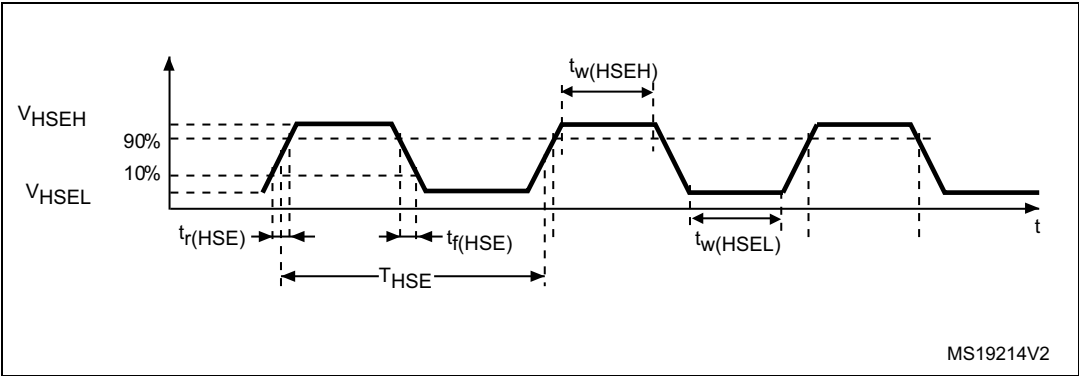 tw(HSEH)
VHSEH
90%
10%
VHSEL
tr(HSE)
tf(HSE)
tw(HSEL)
t
THSE
MS19214V2